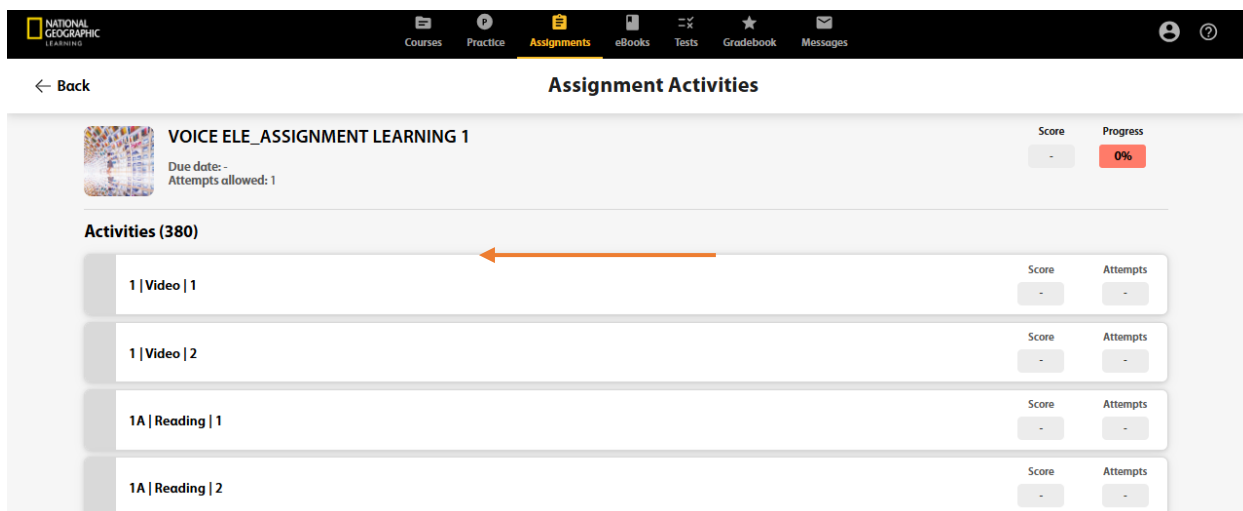 NATIONAL
GEOGRAPHIC
LEARNING
Courses
Practice
Assignments
eBooks
Tests
Gradebook
Messages
Back
Assignment Activities
VOICE ELE_ASSIGNMENT LEARNING 1
Due date: -
Attempts allowed: 1
Score
-
Progress
0%
Activities (380)
1 | Video | 1
Score
-
Attempts
-
1 | Video | 2
Score
-
Attempts
-
1A | Reading | 1
Score
-
Attempts
-
1A | Reading | 2
Score
-
Attempts
-